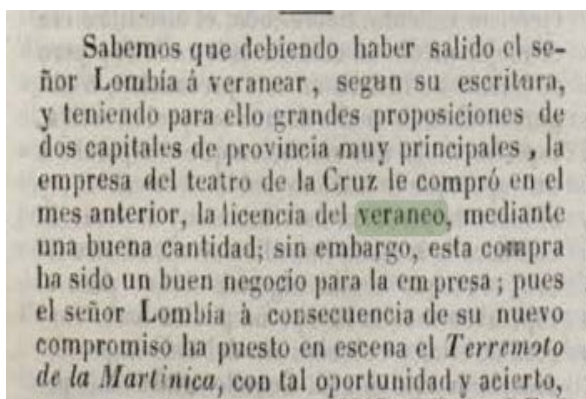 Sabemos que debiendo haber salido el se-
ñor Lombía á veranear, segun su escritura,
y teniendo para ello grandes proposiciones de
dos capitales de provincia muy principales, la
empresa del teatro de la Cruz le compró en el
mes anterior, la licencia del veraneo, mediante
una buena cantidad; sin embargo, esta compra
ha sido un buen negocio para la empresa; pues
el señor Lombía à consecuencia de su nuevo
compromiso ha puesto en escena el Terremoto
de la Martinica, con tal oportunidad y acierto,